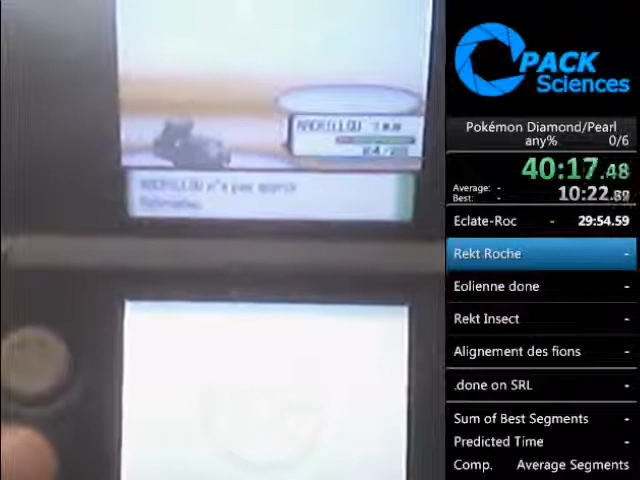 PACK
Sciences
Pokémon Diamond/Pearl
any% 0/6
40:17.48
Average: -
Best: - 10:22.89
Eclate-Roc - 29:54.59
Rekt Roche -
Eolienne done -
Rekt Insect -
Alignement des fions -
.done on SRL -
Sum of Best Segments -
Predicted Time -
Comp. Average Segments
n'a pas appris